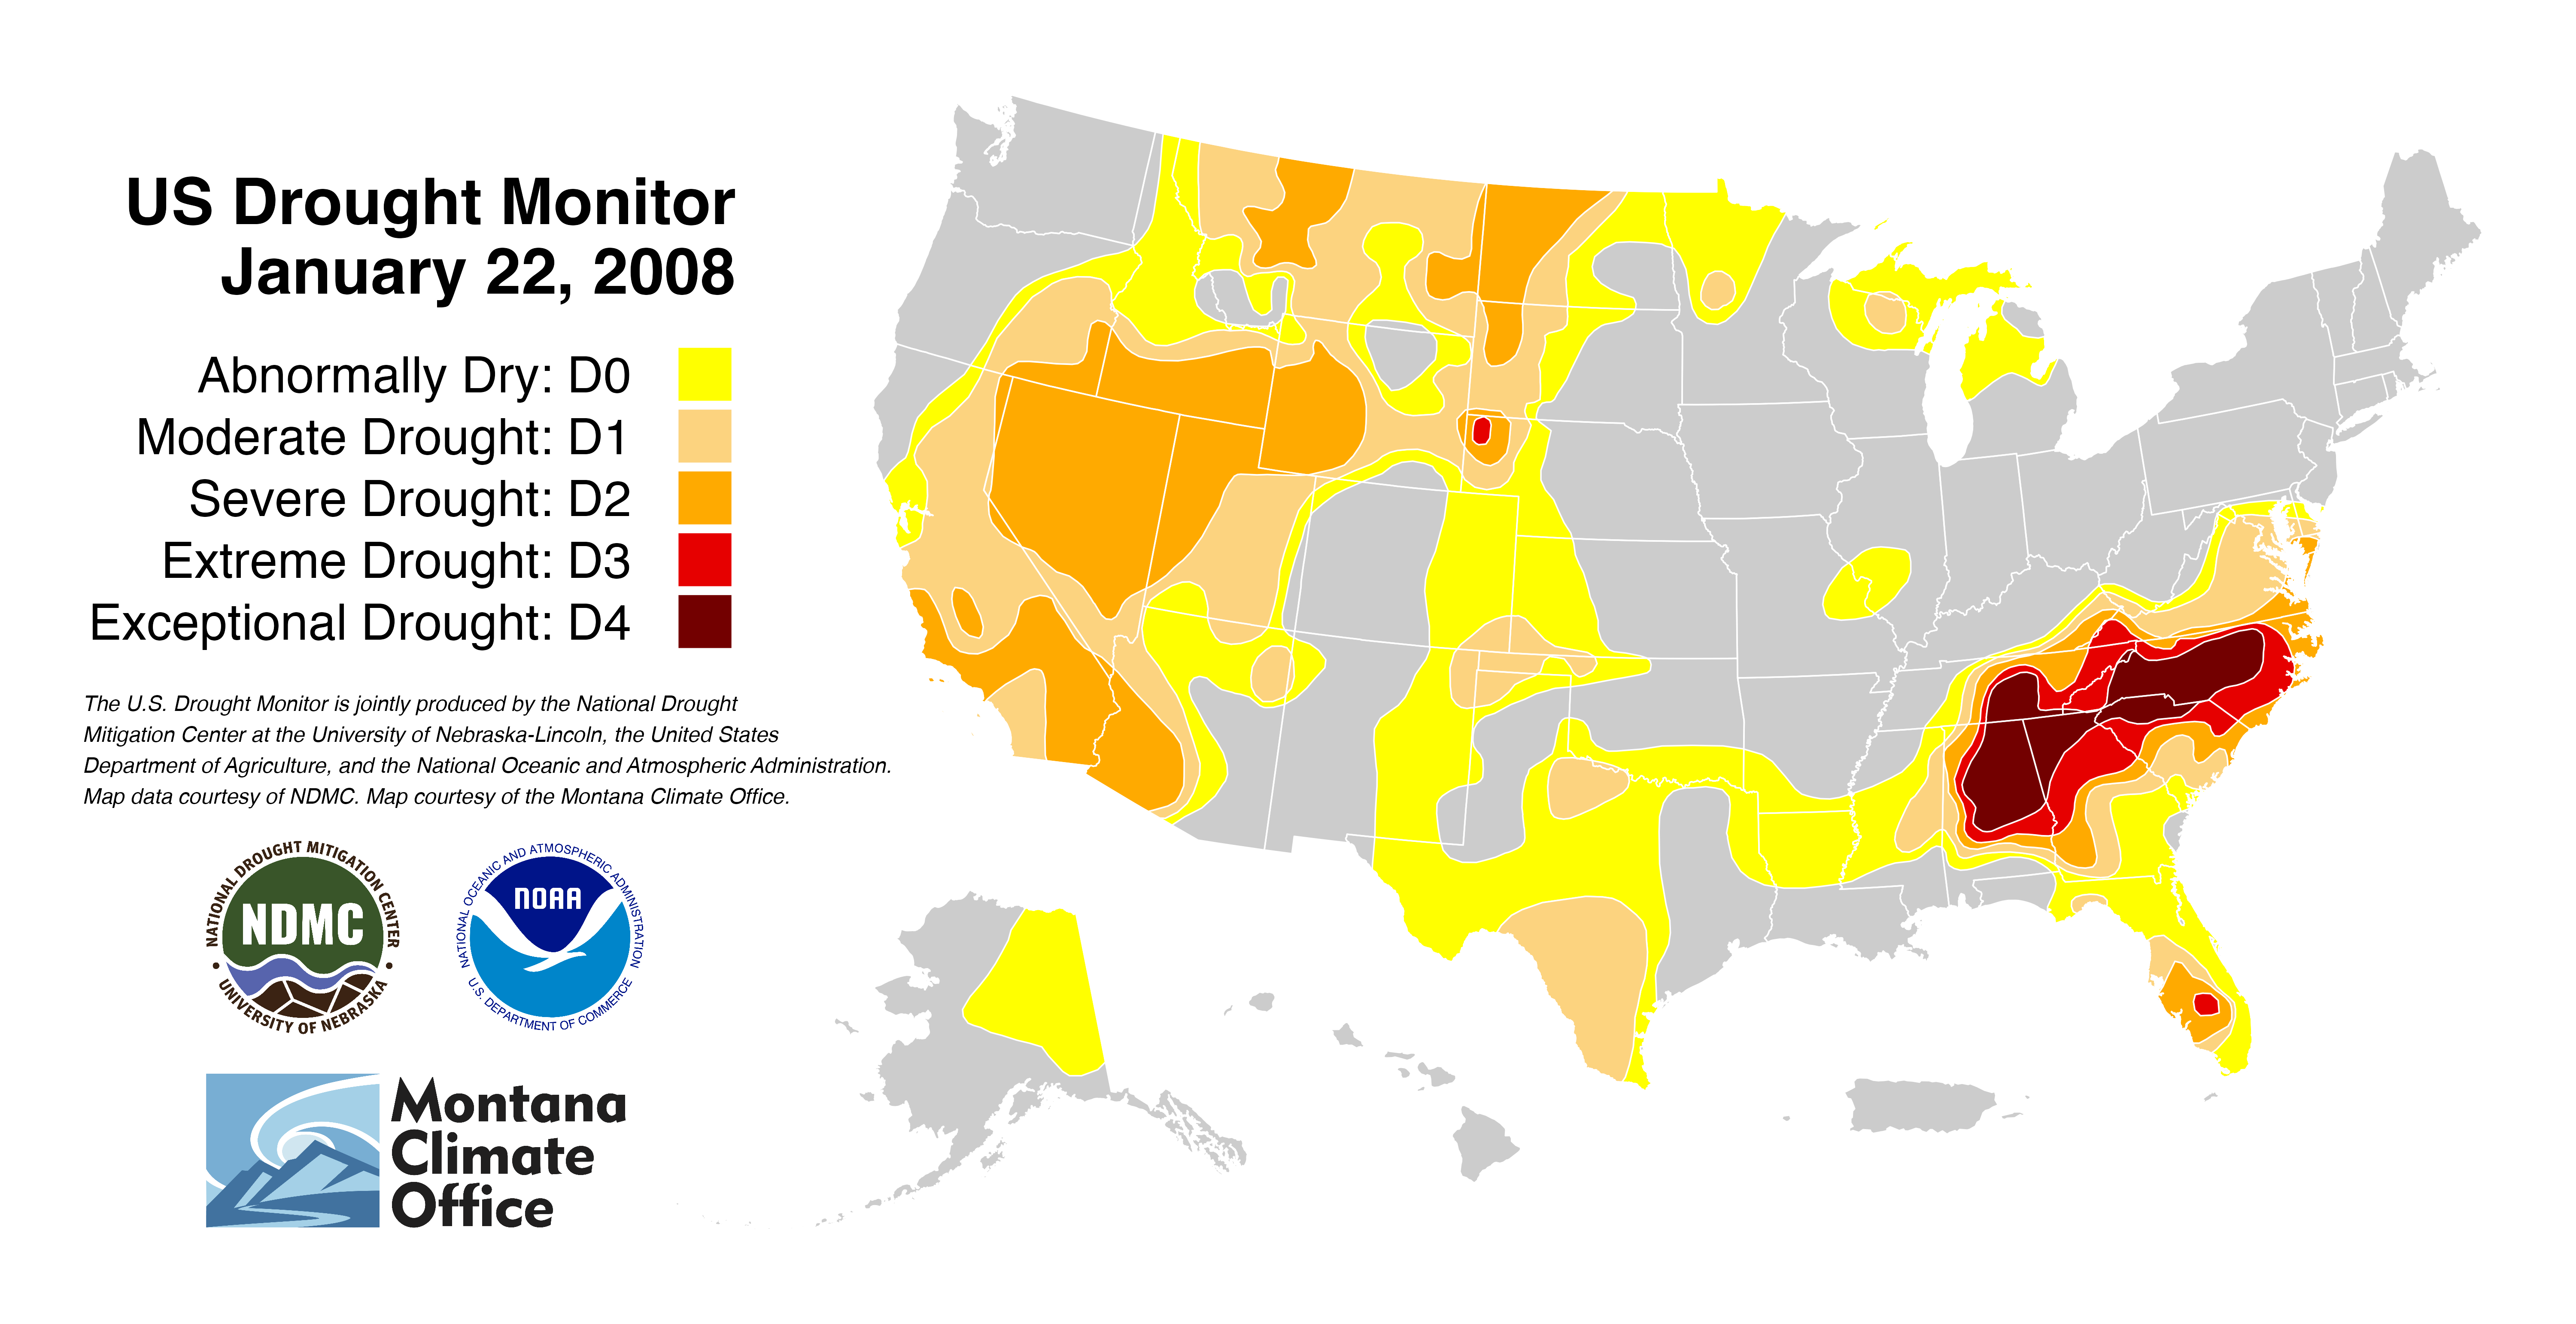 US Drought Monitor
January 22, 2008
Abnormally Dry: D0
Moderate Drought: D1
Severe Drought: D2
Extreme Drought: D3
Exceptional Drought: D4
The U.S. Drought Monitor is jointly produced by the National Drought
Mitigation Center at the University of Nebraska-Lincoln, the United States
Department of Agriculture, and the National Oceanic and Atmospheric Administration.
Map data courtesy of NDMC. Map courtesy of the Montana Climate Office.
NATIONAL DROUGHT MITIGATION CENTER
NDMC
• UNIVERSITY OF NEBRASKA •
NATIONAL OCEANIC AND ATMOSPHERIC ADMINISTRATION
NOAA
U.S. DEPARTMENT OF COMMERCE
Montana
Climate
Office